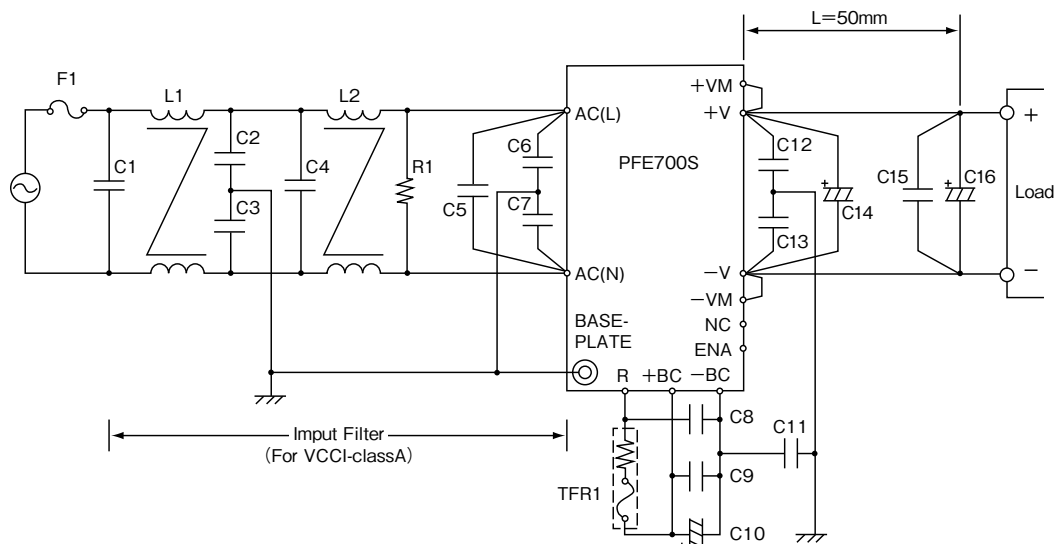 L=50mm
F1
L1
L2
+VM
AC(L)
+V
C2
C6
C12
C1
C4
R1
PFE700S
C15
C16
+
C3
C5
C7
C14
Load
C13
AC(N)
−V
−
−VM
BASE-
PLATE
NC
ENA
R
+BC
−BC
C8
C11
Imput Filter
(For VCCI-classA)
TFR1
C9
C10
+
+
+